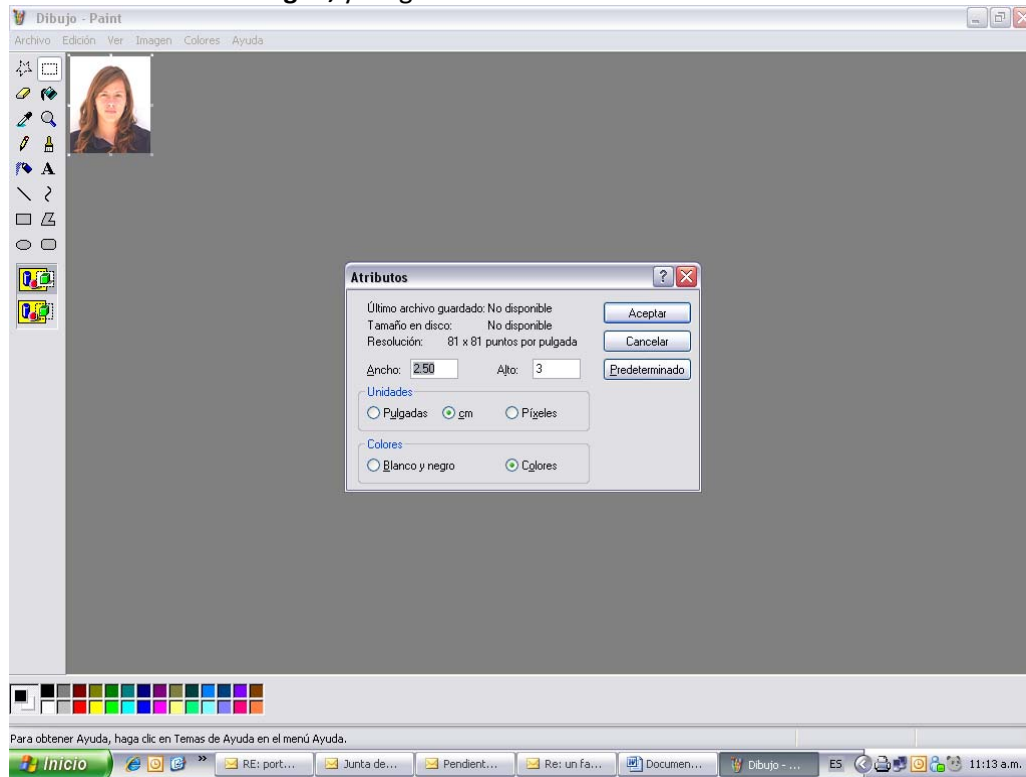 Dibujo - Paint
Archivo Edición Ver Imagen Colores Ayuda
A
Atributos
Último archivo guardado: No disponible
Tamaño en disco: No disponible
Resolución: 81 x 81 puntos por pulgada
Ancho: 2.50 Alto: 3
Unidades
Pulgadas cm Píxeles
Colores
Blanco y negro Colores
Aceptar
Cancelar
Predeterminado
Para obtener Ayuda, haga clic en Temas de Ayuda en el menú Ayuda.
Inicio » RE: port... Junta de... Pendient... Re: un fa... Documen... Dibujo - ... ES 11:13 a.m.